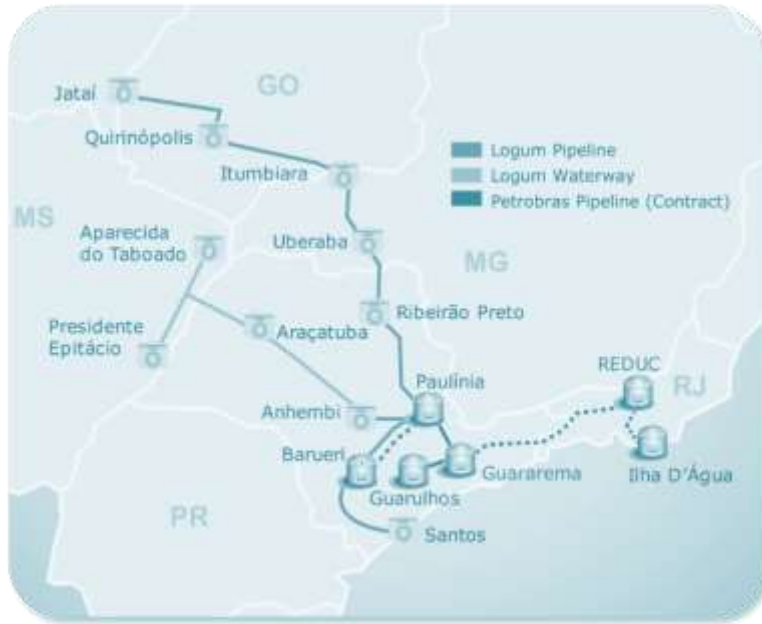 Jataí
GO
Quirinópolis
Logum Pipeline
Itumbiara
Logum Waterway
Petrobras Pipeline (Contract)
MS
Aparecida
do Taboado
Uberaba
MG
Ribeirão Preto
Presidente
Epitácio
Araçatuba
REDUC
Paulínia
RJ
Anhembi
Barueri
Guararema
Ilha D'Água
Guarulhos
PR
Santos